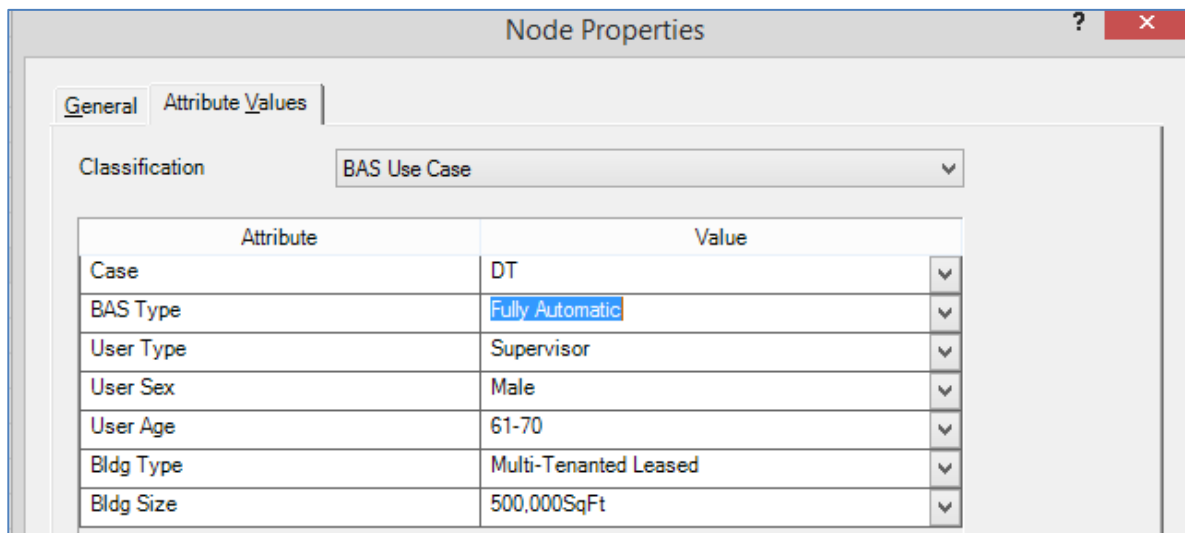 Node Properties ? ×
General Attribute Values
Classification BAS Use Case
Attribute Value
Case DT
BAS Type Fully Automatic
User Type Supervisor
User Sex Male
User Age 61-70
Bldg Type Multi-Tenanted Leased
Bldg Size 500,000SqFt